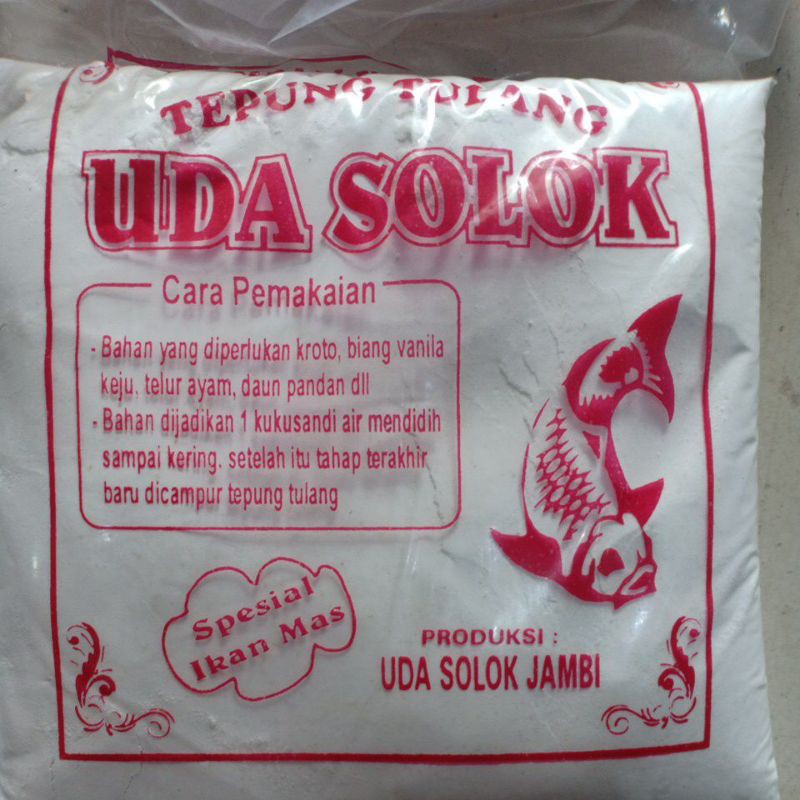 TEPUNG TULANG
UDA SOLOK
Cara Pemakaian
- Bahan yang diperlukan kroto, biang vanila
keju, telur ayam, daun pandan dll
- Bahan dijadikan 1 kukusandi air mendidih
sampai kering. setelah itu tahap terakhir
baru dicampur tepung tulang
Spesial
Ikan Mas
PRODUKSI :
UDA SOLOK JAMBI